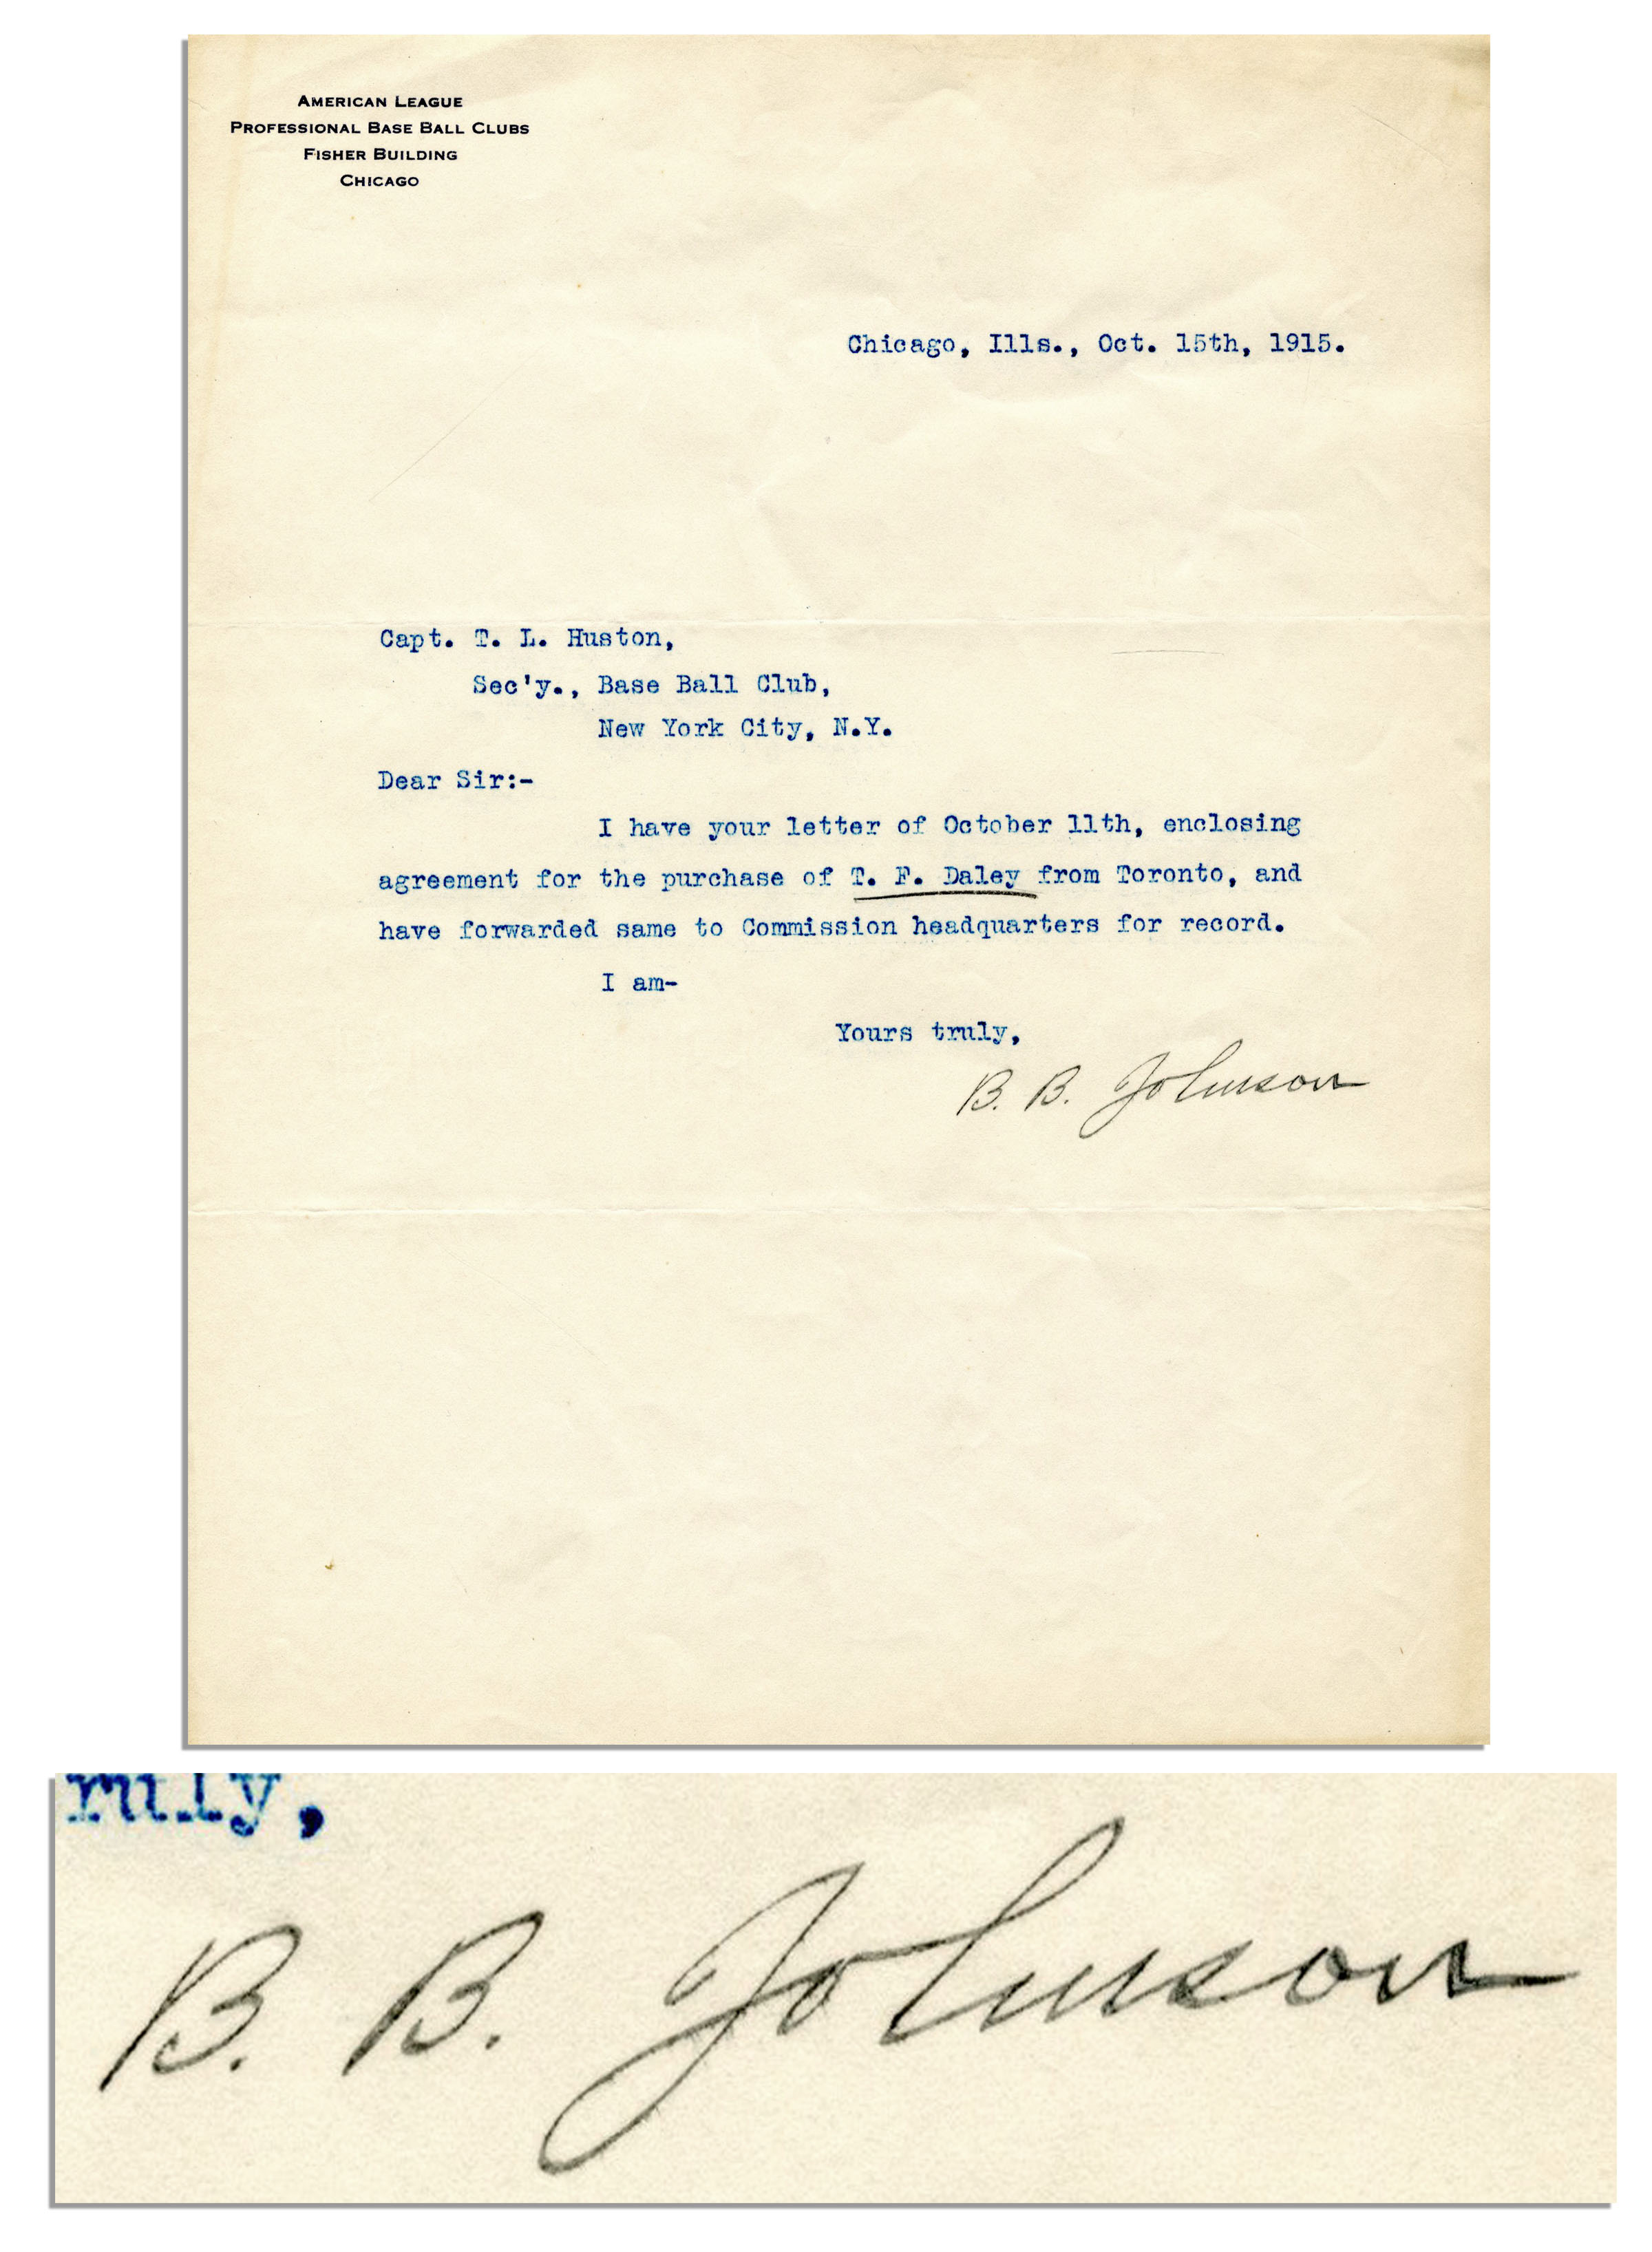 AMERICAN LEAGUE
PROFESSIONAL BASE BALL CLUBS
FISHER BUILDING
CHICAGO
Chicago, Ills., Oct. 15th, 1915.
Capt. T. L. Huston,
Sec'y., Base Ball Club,
New York City, N.Y.
Dear Sir:-
I have your letter of October 11th, enclosing
agreement for the purchase of T. F. Daley from Toronto, and
have forwarded same to Commission headquarters for record.
I am-
Yours truly,
B. B. Johnson
ruly,
B. B. Johnson